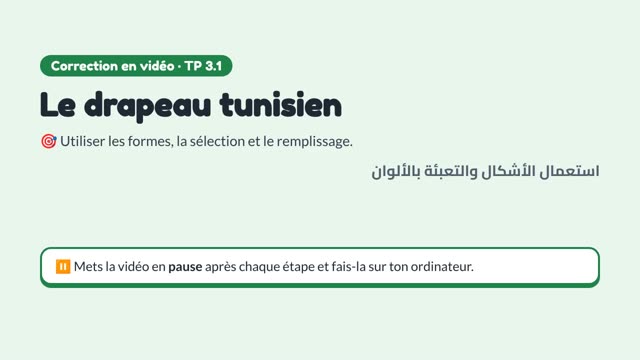 Correction en vidéo · TP 3.1
Le drapeau tunisien
🎯 Utiliser les formes, la sélection et le remplissage.
استعمال الأشكال والتعبئة بالألوان
⏸️ Mets la vidéo en pause après chaque étape et fais-la sur ton ordinateur.